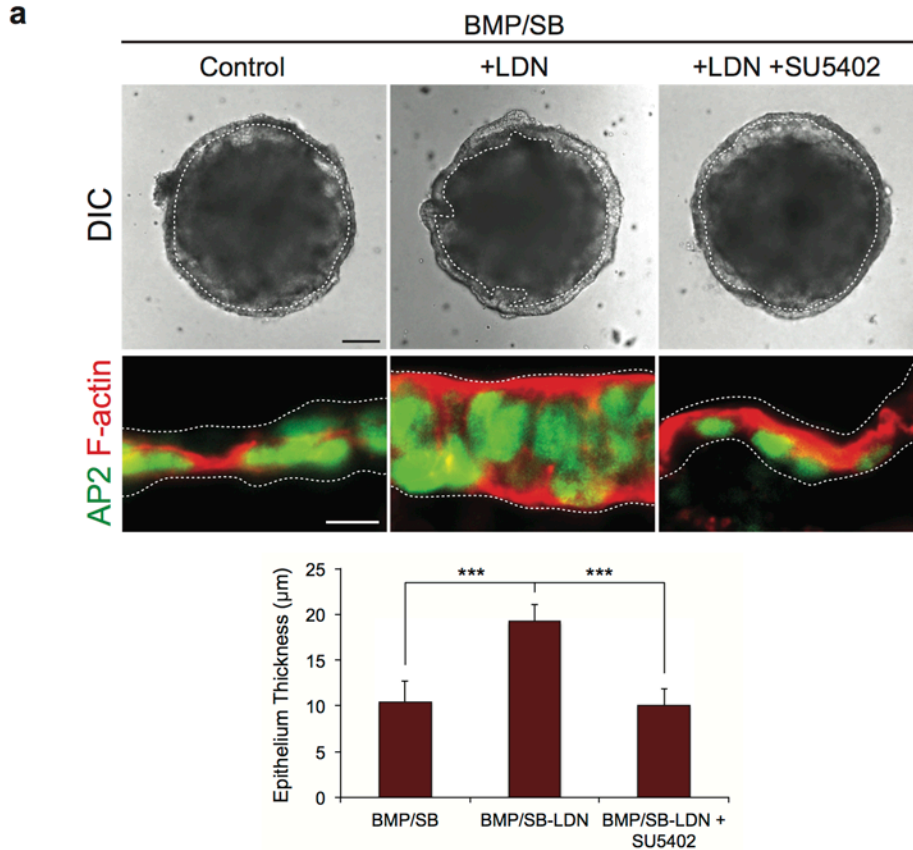 a
BMP/SB
Control
+LDN
+LDN +SU5402
DIC
AP2 F-actin
Epithelium Thickness (µm)
25
20
15
10
5
0
***
***
BMP/SB
BMP/SB-LDN
BMP/SB-LDN +
SU5402